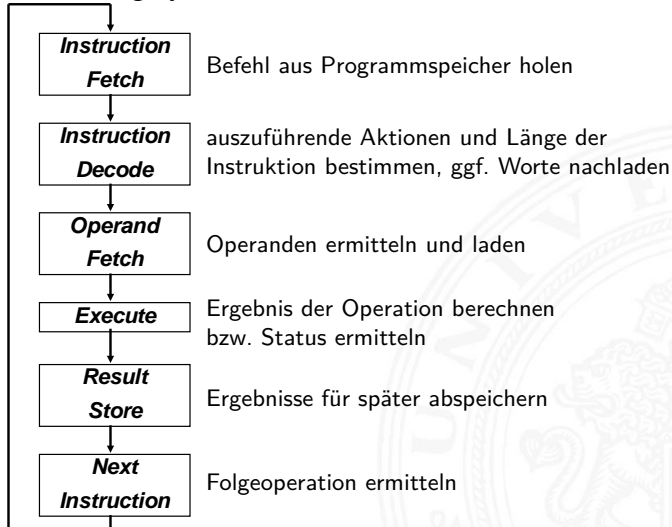 Instruction
Fetch
Befehl aus Programmspeicher holen
Instruction
Decode
auszuführende Aktionen und Länge der
Instruktion bestimmen, ggf. Worte nachladen
Operand
Fetch
Operanden ermitteln und laden
Execute
Ergebnis der Operation berechnen
bzw. Status ermitteln
Result
Store
Ergebnisse für später abspeichern
Next
Instruction
Folgeoperation ermitteln